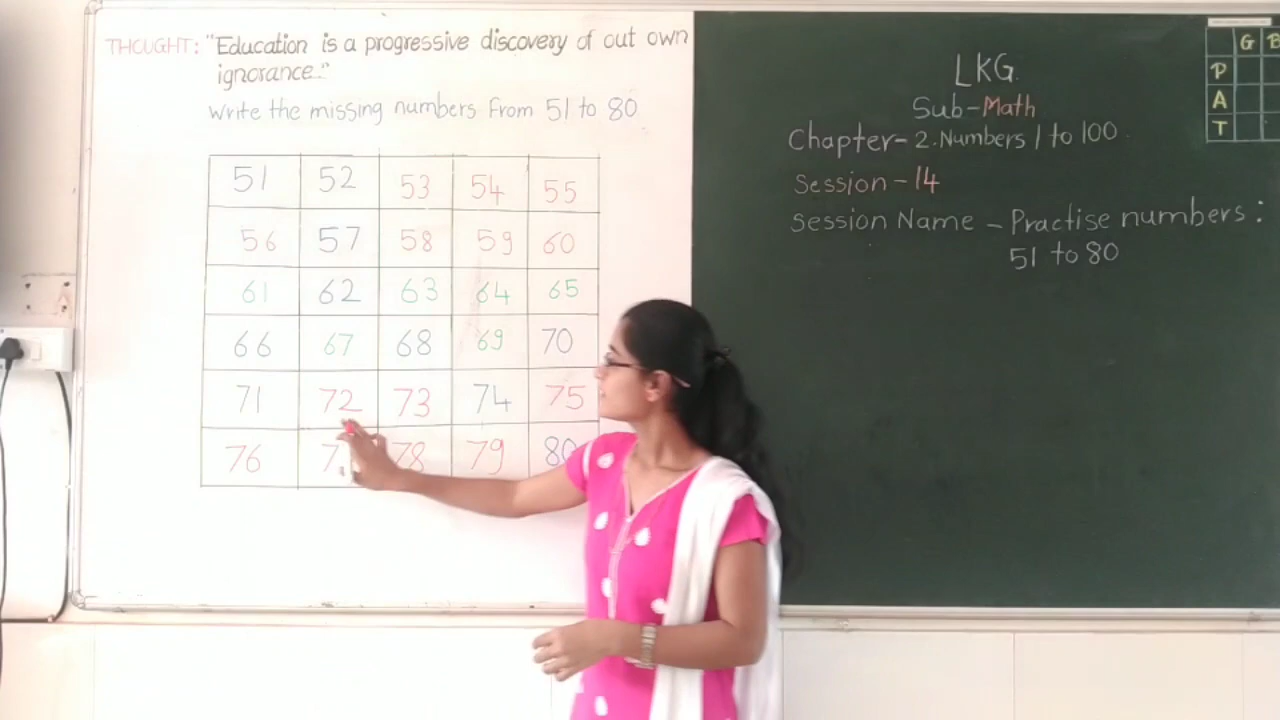 THOUGHT: "Education is a progressive discovery of out own
ignorance."
Write the missing numbers from 51 to 80
51 52 53 54 55
56 57 58 59 60
61 62 63 64 65
66 67 68 69 70
71 72 73 74 75
76 78 79 80
LKG
Sub-Math
Chapter- 2. Numbers 1 to 100
Session - 14
Session Name - Practise numbers:
51 to 80
G B
P
A
T